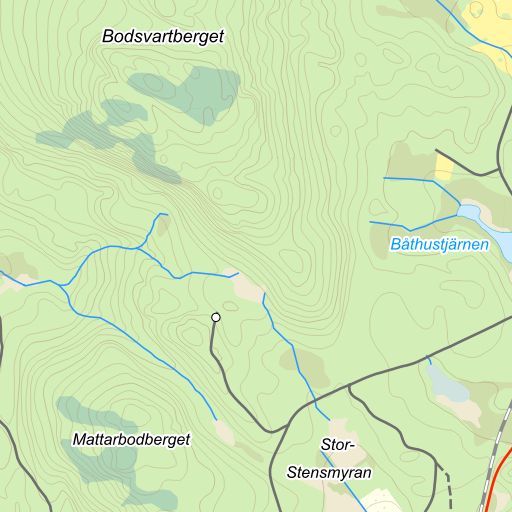 Bodsvartberget
Båthustjärnen
Mattarbodberget
Stor-
Stensmyran